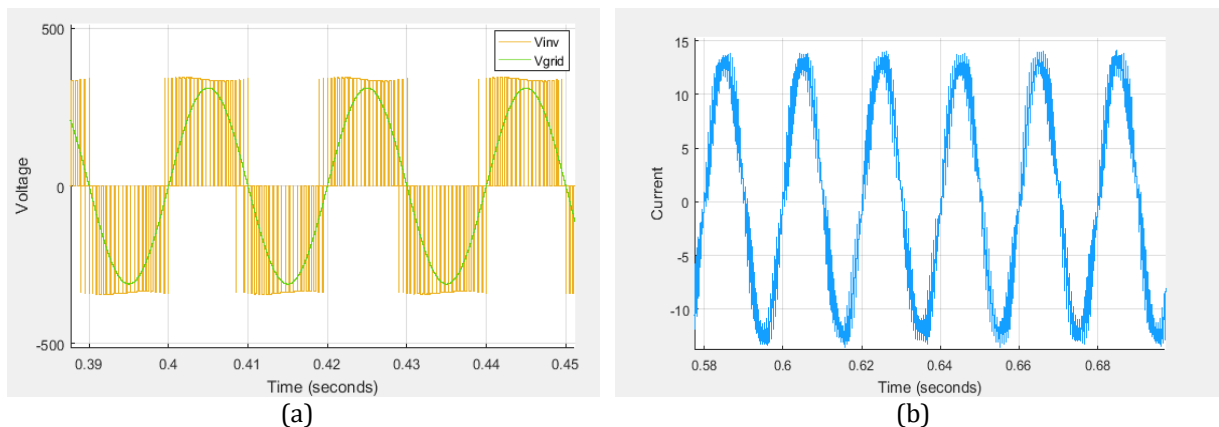 500
0
-500
Voltage
Vinv
Vgrid
0.39 0.4 0.41 0.42 0.43 0.44 0.45
Time (seconds)
(a)
15
10
5
0
-5
-10
Current
0.58 0.6 0.62 0.64 0.66 0.68
Time (seconds)
(b)